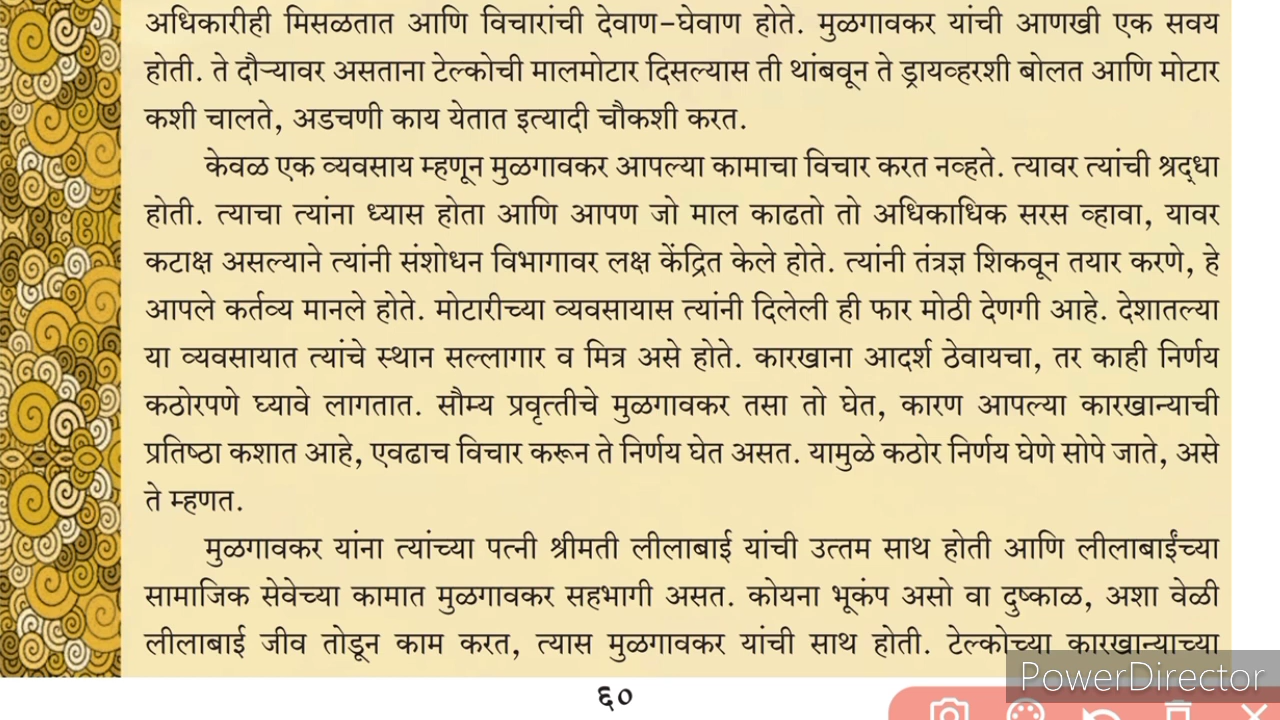 अधिकारीही मिसळतात आणि विचारांची देवाण-घेवाण होते. मुळगावकर यांची आणखी एक सवय
होती. ते दौऱ्यावर असताना टेल्कोची मालमोटार दिसल्यास ती थांबवून ते ड्रायव्हरशी बोलत आणि मोटार
कशी चालते, अडचणी काय येतात इत्यादी चौकशी करत.
केवळ एक व्यवसाय म्हणून मुळगावकर आपल्या कामाचा विचार करत नव्हते. त्यावर त्यांची श्रद्धा
होती. त्याचा त्यांना ध्यास होता आणि आपण जो माल काढतो तो अधिकाधिक सरस व्हावा, यावर
कटाक्ष असल्याने त्यांनी संशोधन विभागावर लक्ष केंद्रित केले होते. त्यांनी तंत्रज्ञ शिकवून तयार करणे, हे
आपले कर्तव्य मानले होते. मोटारीच्या व्यवसायास त्यांनी दिलेली ही फार मोठी देणगी आहे. देशातल्या
या व्यवसायात त्यांचे स्थान सल्लागार व मित्र असे होते. कारखाना आदर्श ठेवायचा, तर काही निर्णय
कठोरपणे घ्यावे लागतात. सौम्य प्रवृत्तीचे मुळगावकर तसा तो घेत, कारण आपल्या कारखान्याची
प्रतिष्ठा कशात आहे, एवढाच विचार करून ते निर्णय घेत असत. यामुळे कठोर निर्णय घेणे सोपे जाते, असे
ते म्हणत.
मुळगावकर यांना त्यांच्या पत्नी श्रीमती लीलाबाई यांची उत्तम साथ होती आणि लीलाबाईंच्या
सामाजिक सेवेच्या कामात मुळगावकर सहभागी असत. कोयना भूकंप असो वा दुष्काळ, अशा वेळी
लीलाबाई जीव तोडून काम करत, त्यास मुळगावकर यांची साथ होती. टेल्कोच्या कारखान्याच्या
PowerDirector
६०